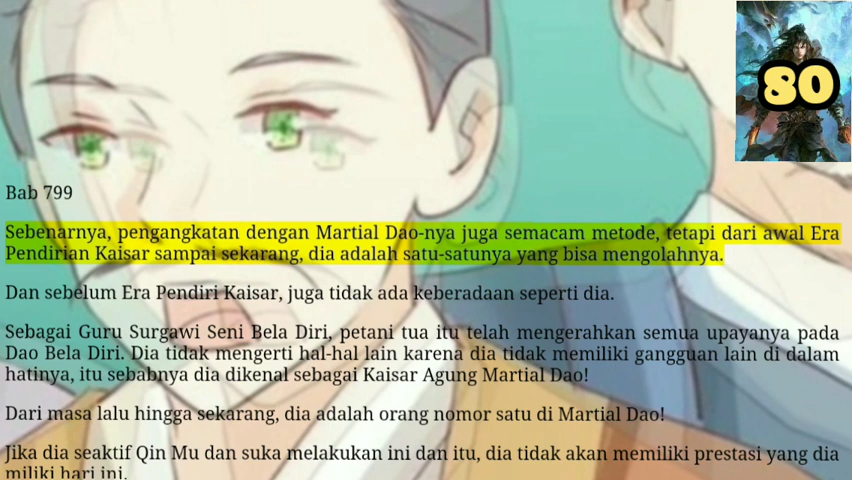 80
Bab 799
Sebenarnya, pengangkatan dengan Martial Dao-nya juga semacam metode, tetapi dari awal Era
Pendirian Kaisar sampai sekarang, dia adalah satu-satunya yang bisa mengolahnya.
Dan sebelum Era Pendiri Kaisar, juga tidak ada keberadaan seperti dia.
Sebagai Guru Surgawi Seni Bela Diri, petani tua itu telah mengerahkan semua upayanya pada
Dao Bela Diri. Dia tidak mengerti hal-hal lain karena dia tidak memiliki gangguan lain di dalam
hatinya, itu sebabnya dia dikenal sebagai Kaisar Agung Martial Dao!
Dari masa lalu hingga sekarang, dia adalah orang nomor satu di Martial Dao!
Jika dia seaktif Qin Mu dan suka melakukan ini dan itu, dia tidak akan memiliki prestasi yang dia
miliki hari ini.